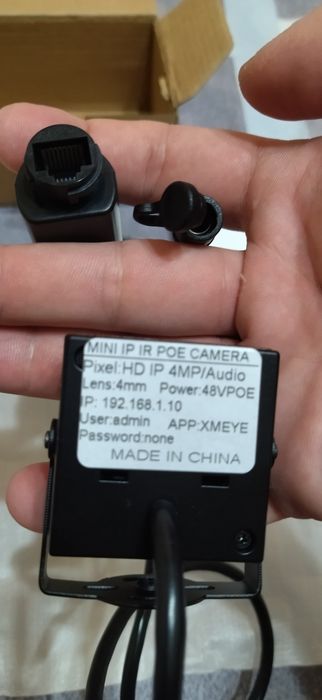 MINI IP IR POE CAMERA
Pixel:HD IP 4MP/Audio
Lens:4mm Power:48VPOE
IP: 192.168.1.10
User:admin APP:XMEYE
Password:none
MADE IN CHINA